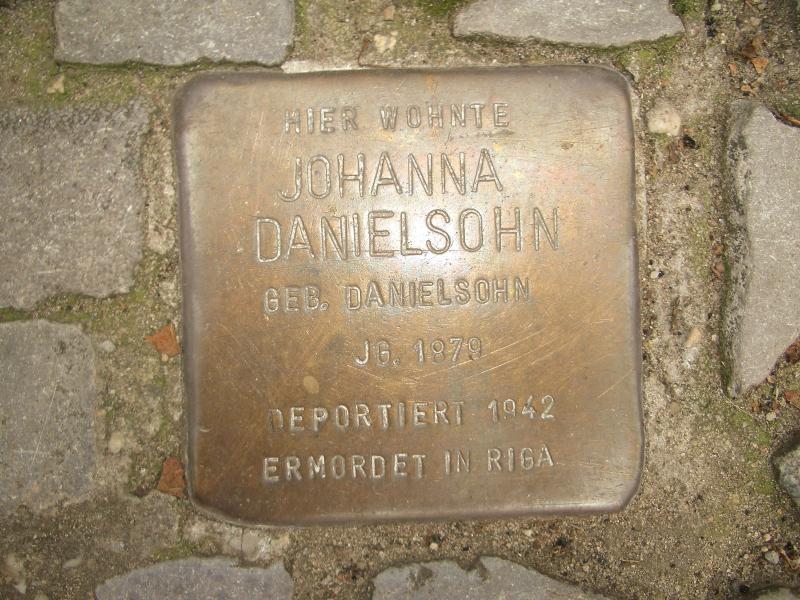 HIER WOHNTE
JOHANNA
DANIELSOHN
GEB. DANIELSOHN
JG. 1879
DEPORTIERT 1942
ERMORDET IN RIGA